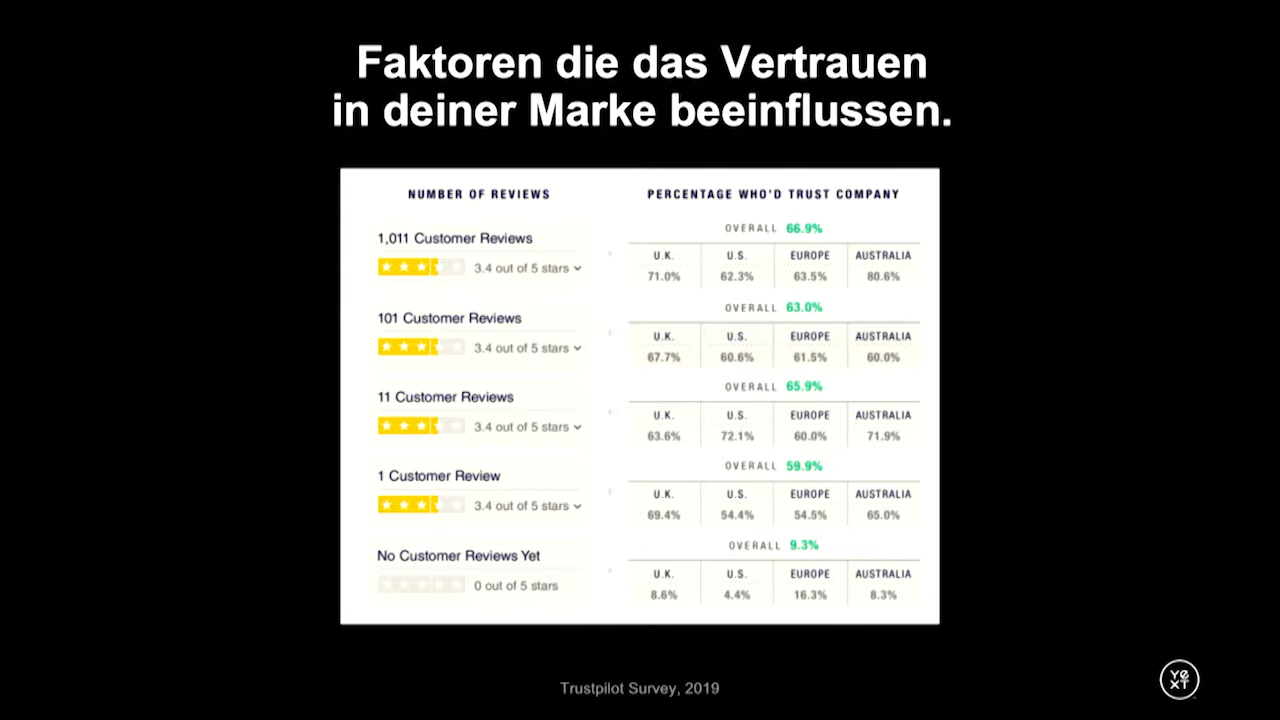 Faktoren die das Vertrauen
in deiner Marke beeinflussen.
NUMBER OF REVIEWS
PERCENTAGE WHO'D TRUST COMPANY
1,011 Customer Reviews
3.4 out of 5 stars
OVERALL 66.9%
U.K. U.S. EUROPE AUSTRALIA
71.0% 62.3% 63.5% 80.6%
101 Customer Reviews
3.4 out of 5 stars
OVERALL 63.0%
U.K. U.S. EUROPE AUSTRALIA
67.7% 60.6% 61.5% 60.0%
11 Customer Reviews
3.4 out of 5 stars
OVERALL 65.9%
U.K. U.S. EUROPE AUSTRALIA
63.6% 72.1% 60.0% 71.9%
1 Customer Review
3.4 out of 5 stars
OVERALL 59.9%
U.K. U.S. EUROPE AUSTRALIA
69.4% 54.4% 54.5% 65.0%
No Customer Reviews Yet
0 out of 5 stars
OVERALL 9.3%
U.K. U.S. EUROPE AUSTRALIA
8.6% 4.4% 16.3% 8.3%
Trustpilot Survey, 2019
yext